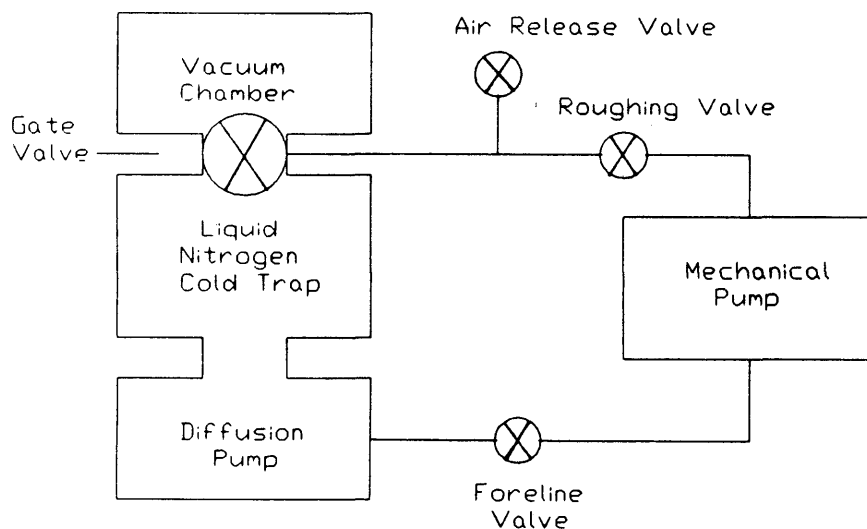 Air Release Valve
Vacuum
Chamber
Roughing Valve
Gate
Valve
Liquid
Nitrogen
Cold Trap
Mechanical
Pump
Diffusion
Pump
Foreline
Valve